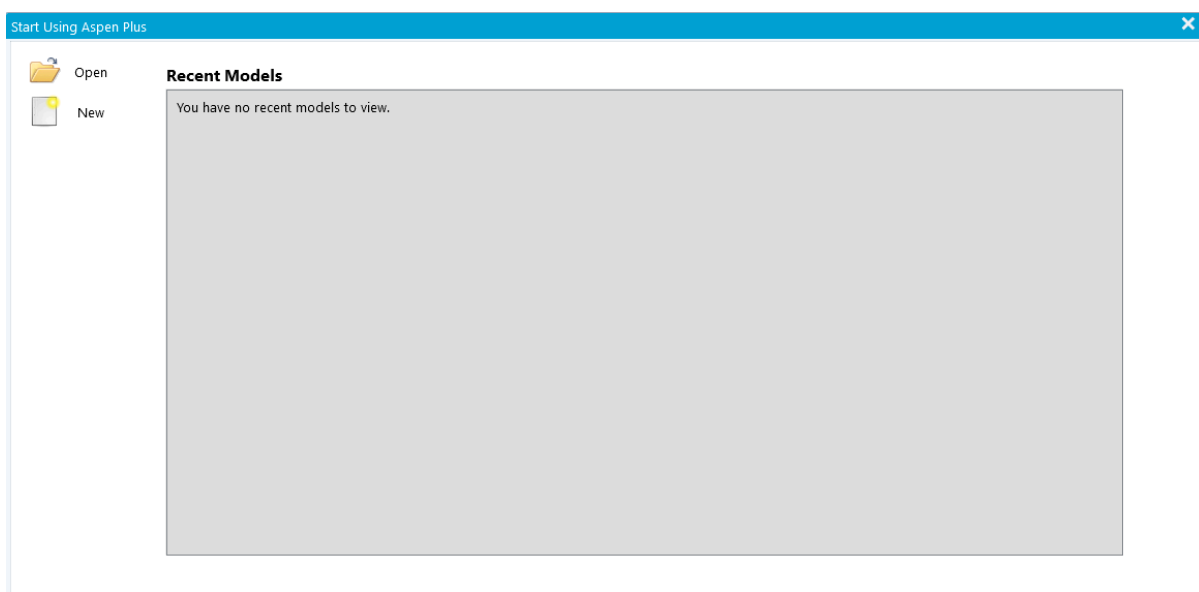 Start Using Aspen Plus
Open
Recent Models
New
You have no recent models to view.